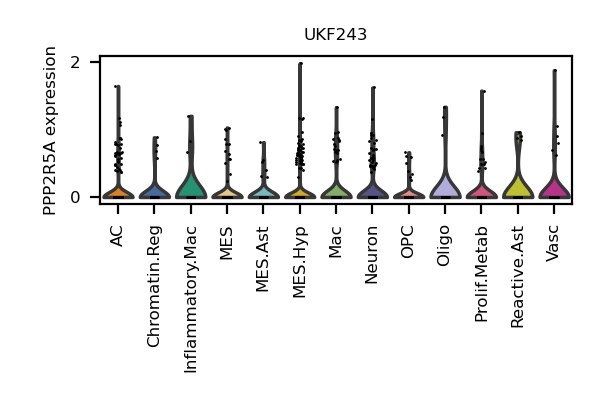 UKF243
PPP2R5A expression
2
0
AC
Chromatin.Reg
Inflammatory.Mac
MES
MES.Ast
MES.Hyp
Mac
Neuron
OPC
Oligo
Prolif.Metab
Reactive.Ast
Vasc